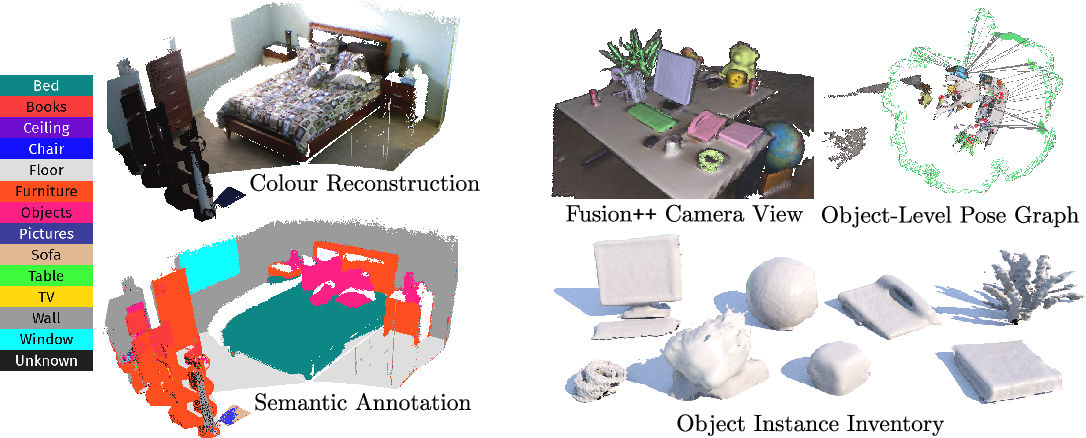 Bed
Books
Ceiling
Chair
Floor
Furniture
Objects
Pictures
Sofa
Table
TV
Wall
Window
Unknown
Colour Reconstruction
Semantic Annotation
Fusion++ Camera View
Object-Level Pose Graph
Object Instance Inventory